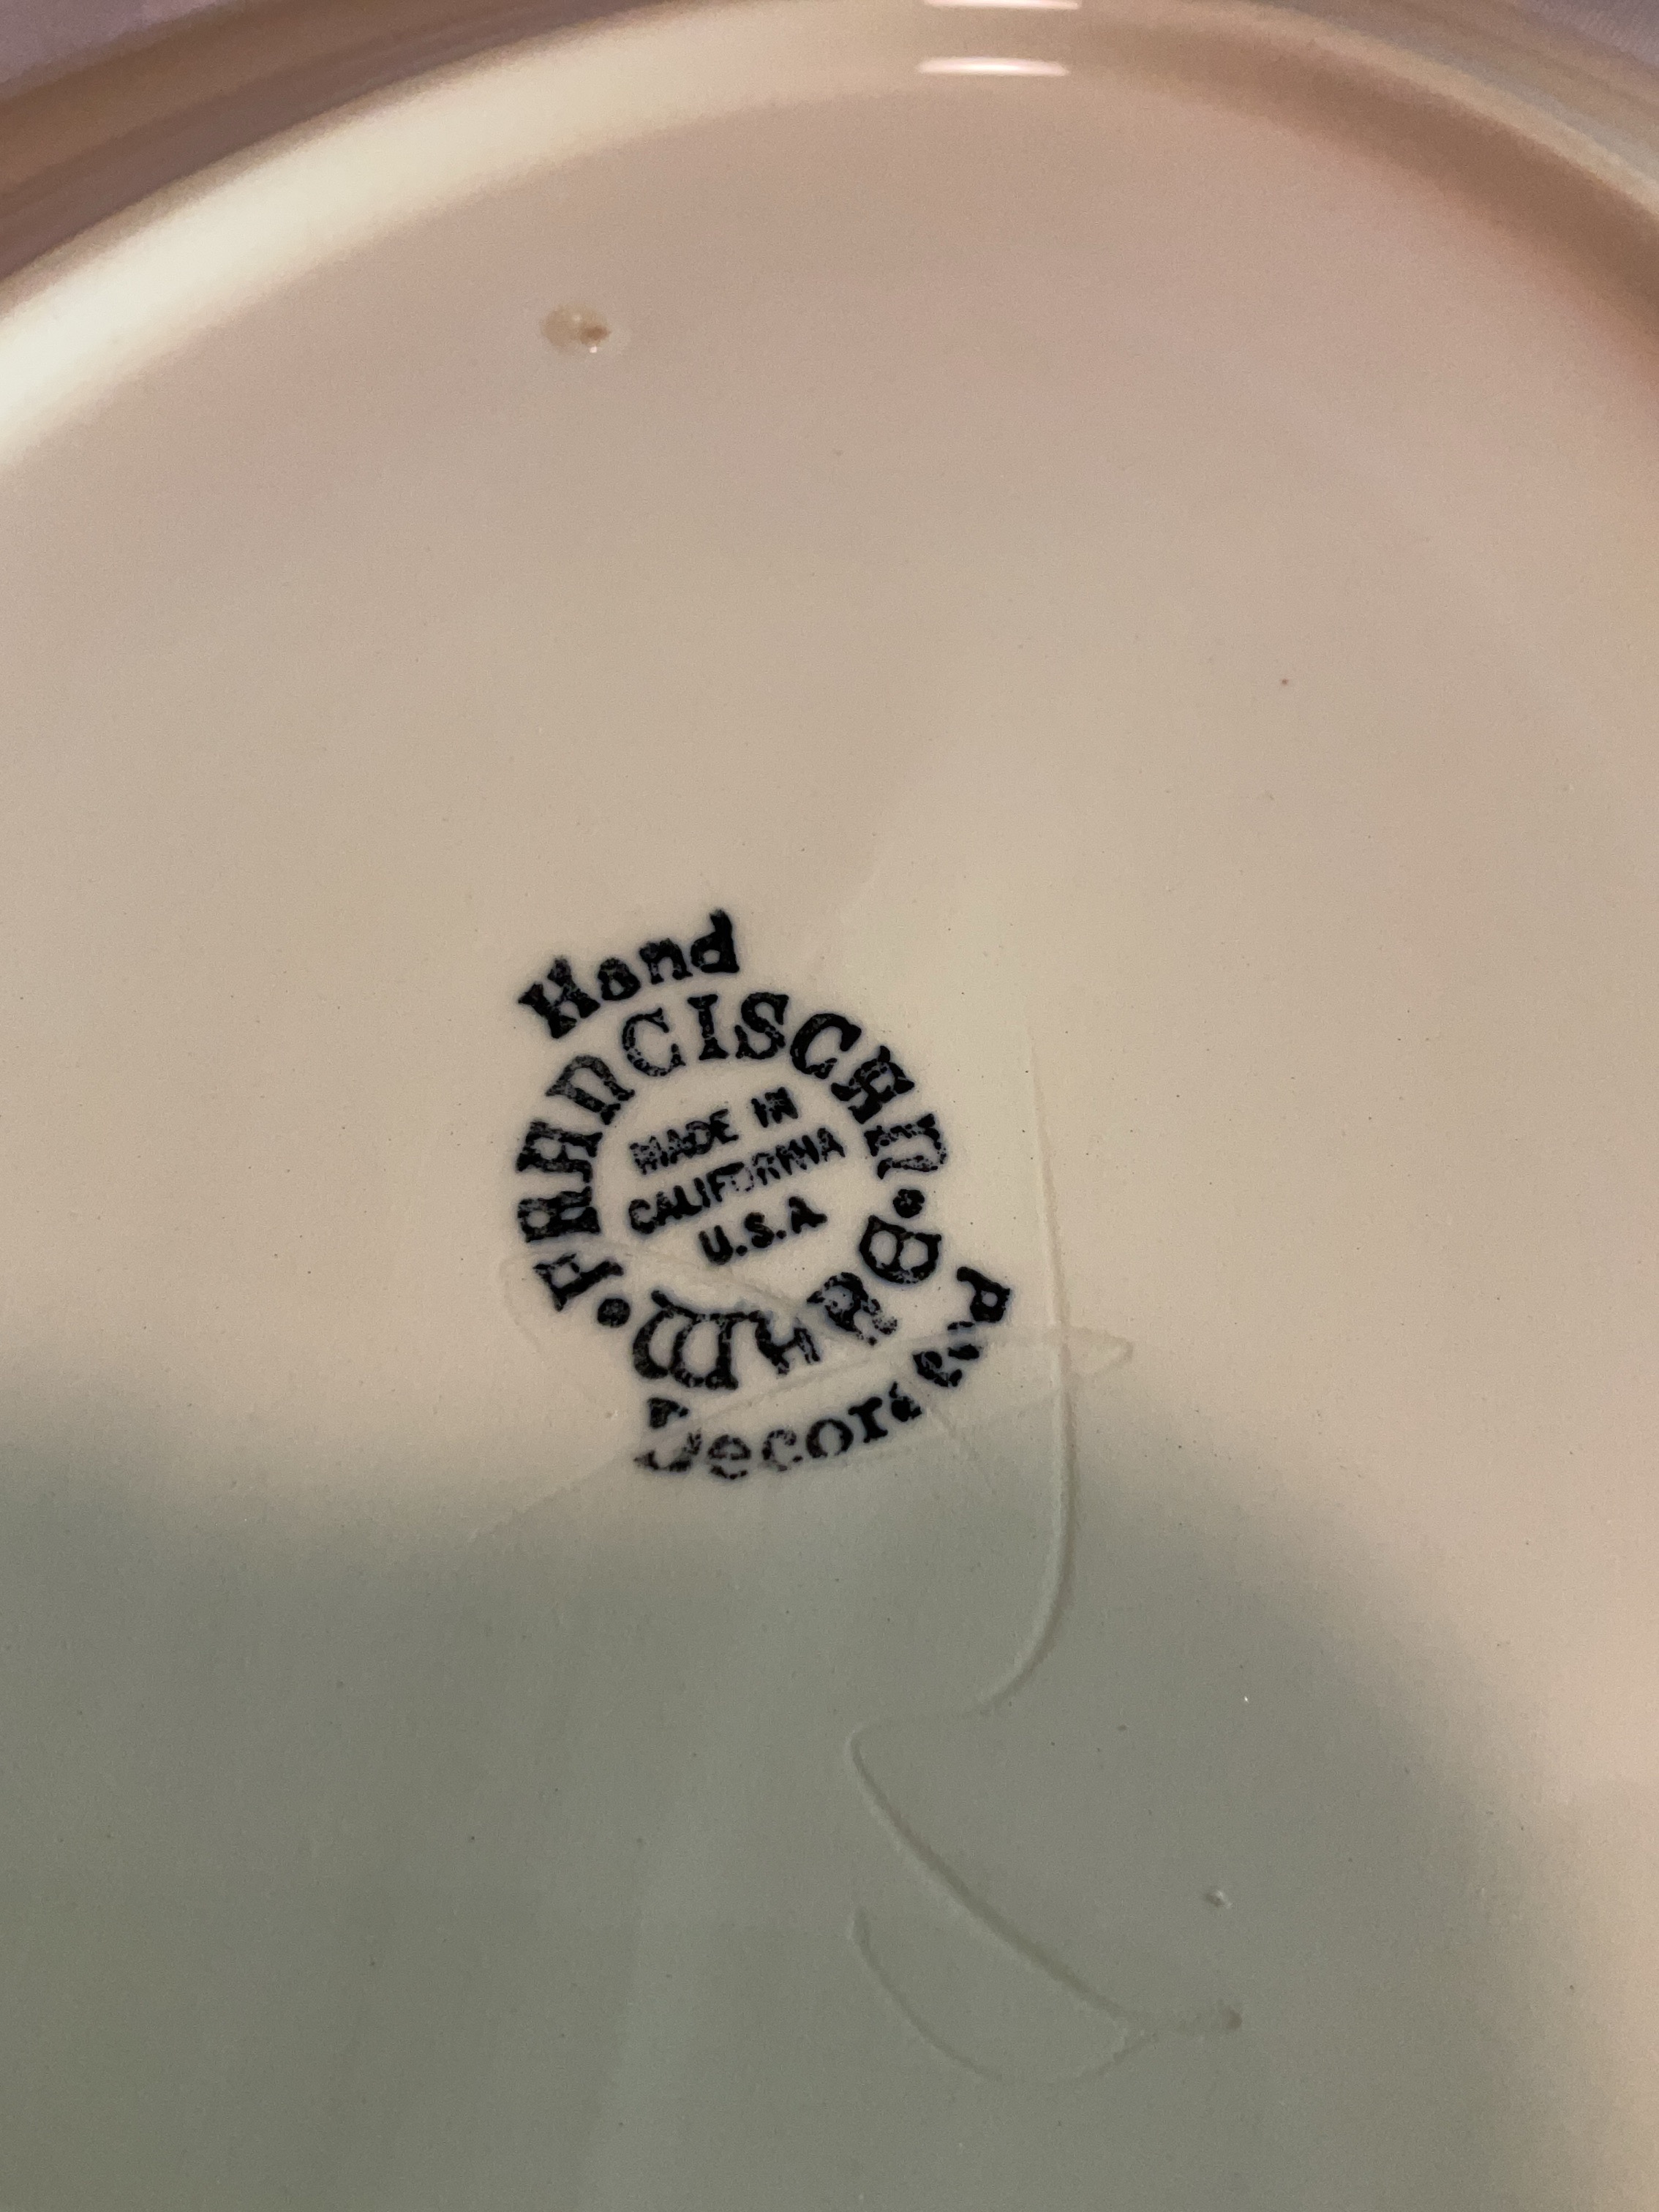 Hand
FRANCISCAN
MADE IN
CALIFORNIA
U.S.A
WARE
Decorated